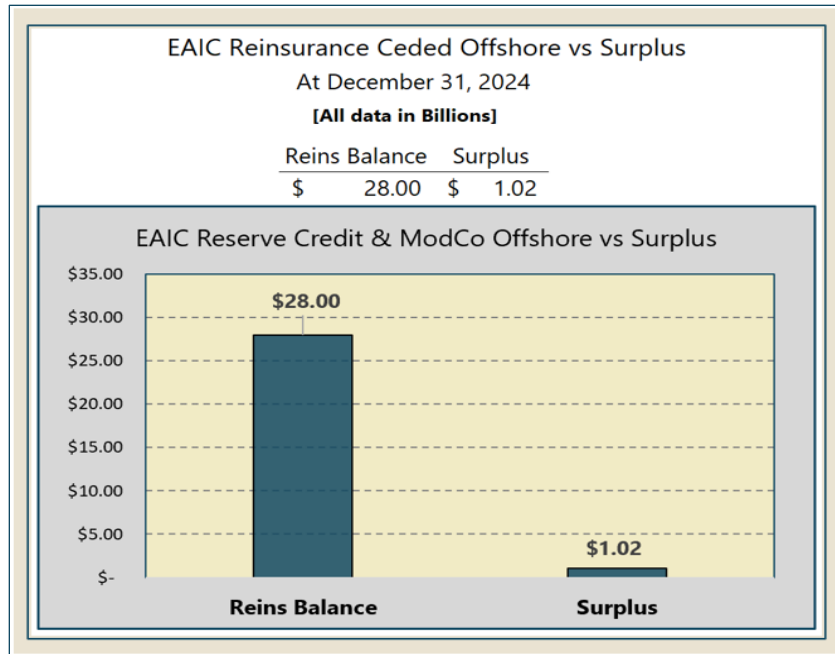 EAIC Reinsurance Ceded Offshore vs Surplus
At December 31, 2024
[All data in Billions]
Reins Balance Surplus
$ 28.00 $ 1.02
EAIC Reserve Credit & ModCo Offshore vs Surplus
$35.00
$30.00
$25.00
$20.00
$15.00
$10.00
$5.00
$-
$28.00
$1.02
Reins Balance Surplus